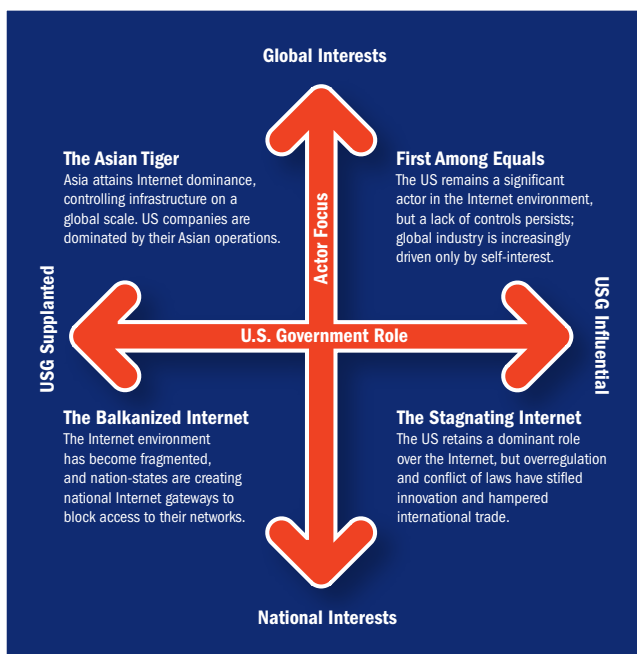 Global Interests
The Asian Tiger
Asia attains Internet dominance,
controlling infrastructure on a
global scale. US companies are
dominated by their Asian operations.
First Among Equals
The US remains a significant
actor in the Internet environment,
but a lack of controls persists;
global industry is increasingly
driven only by self-interest.
Actor Focus
USG Supplanted
U.S. Government Role
USG Influential
The Balkanized Internet
The Internet environment
has become fragmented,
and nation-states are creating
national Internet gateways to
block access to their networks.
The Stagnating Internet
The US retains a dominant role
over the Internet, but overregulation
and conflict of laws have stifled
innovation and hampered
international trade.
National Interests